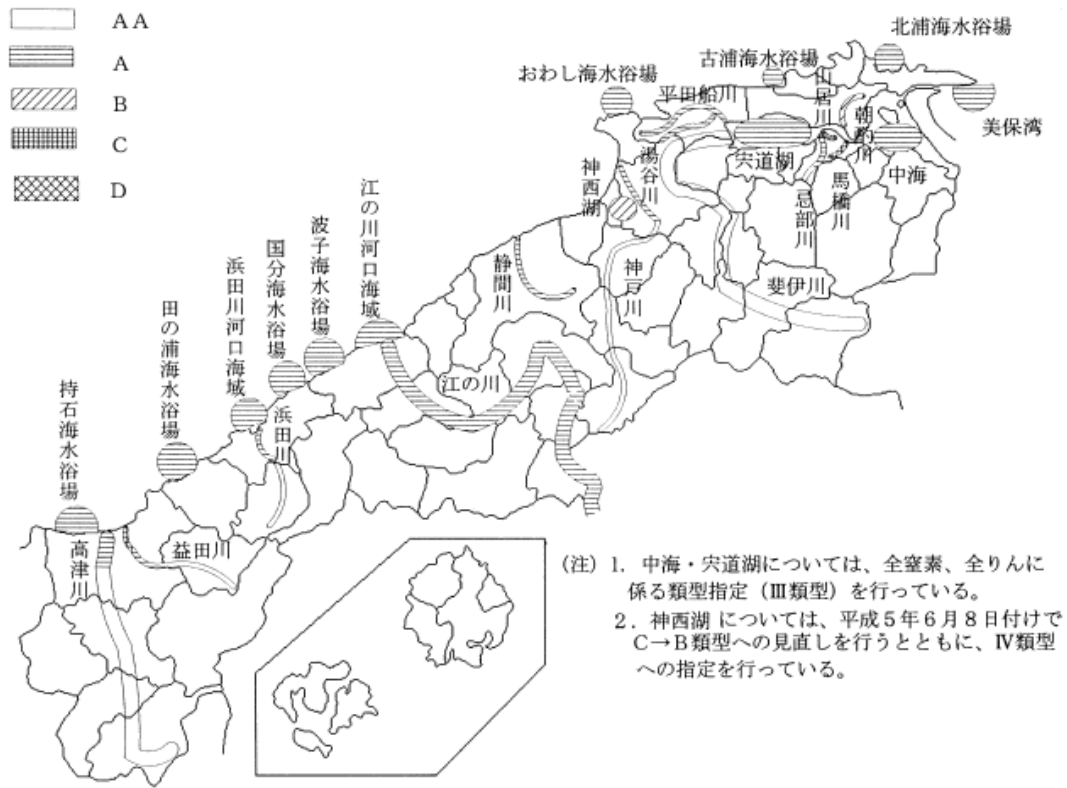 AA
A
B
C
D
北浦海水浴場
古浦海水浴場
おわし海水浴場
平田船川
山居川
朝酌川
美保湾
宍道湖
中海
湯谷川
神西湖
忌部川
馬橋川
斐伊川
神戸川
静間川
江の川河口海域
波子海水浴場
国分海水浴場
浜田川河口海域
田の浦海水浴場
持石海水浴場
江の川
浜田川
益田川
高津川
(注) 1. 中海・宍道湖については、全窒素、全りんに
係る類型指定（Ⅲ類型）を行っている。
2. 神西湖 については、平成5年6月8日付けで
C→B類型への見直しを行うとともに、Ⅳ類型
への指定を行っている。